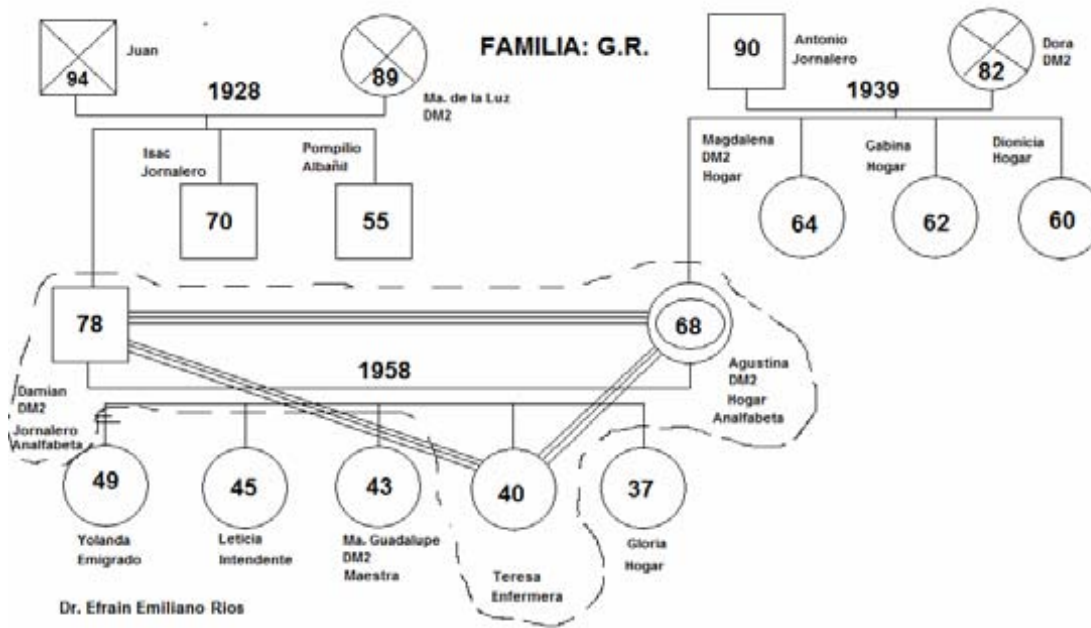 FAMILIA: G.R.
94
Juan
89
Ma. de la Luz
DM2
1928
90
Antonio
Jornalero
82
Dora
DM2
1939
Isac
Jornalero
70
Pompilio
Albañil
55
Magdalena
DM2
Hogar
64
Gabina
Hogar
62
Dionicia
Hogar
60
78
Damian
DM2
Jornalero
Analfabeta
68
Agustina
DM2
Hogar
Analfabeta
1958
49
Yolanda
Emigrado
45
Leticia
Intendente
43
Ma. Guadalupe
DM2
Maestra
40
Teresa
Enfermera
37
Gloria
Hogar
Dr. Efrain Emiliano Rios